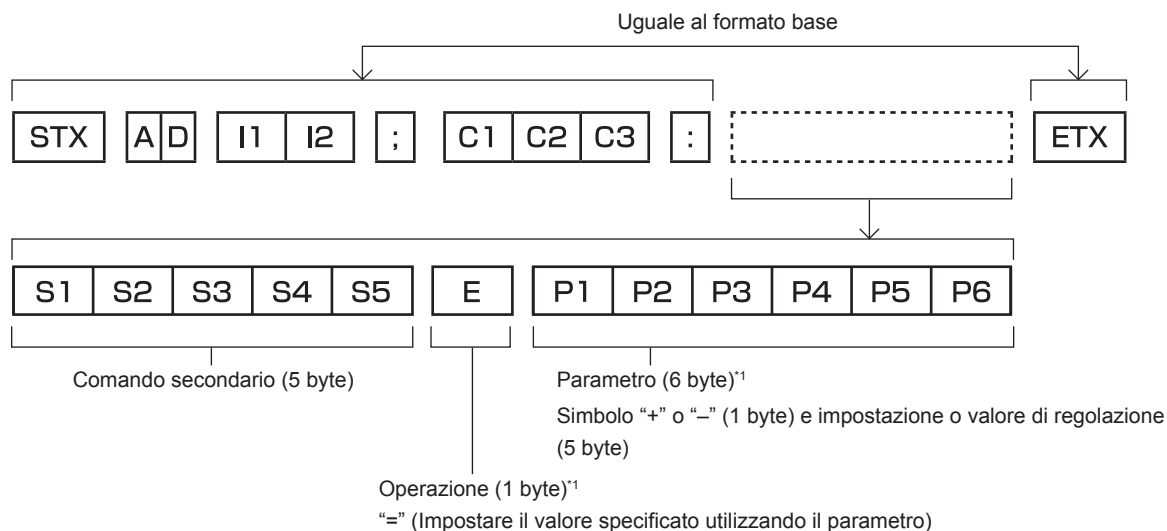 Uguale al formato base
STX A D I1 I2 ; C1 C2 C3 : ETX
S1 S2 S3 S4 S5 E P1 P2 P3 P4 P5 P6
Comando secondario (5 byte)
Parametro (6 byte)*1
Simbolo “+” o “–” (1 byte) e impostazione o valore di regolazione
(5 byte)
Operazione (1 byte)*1
“=” (Impostare il valore specificato utilizzando il parametro)